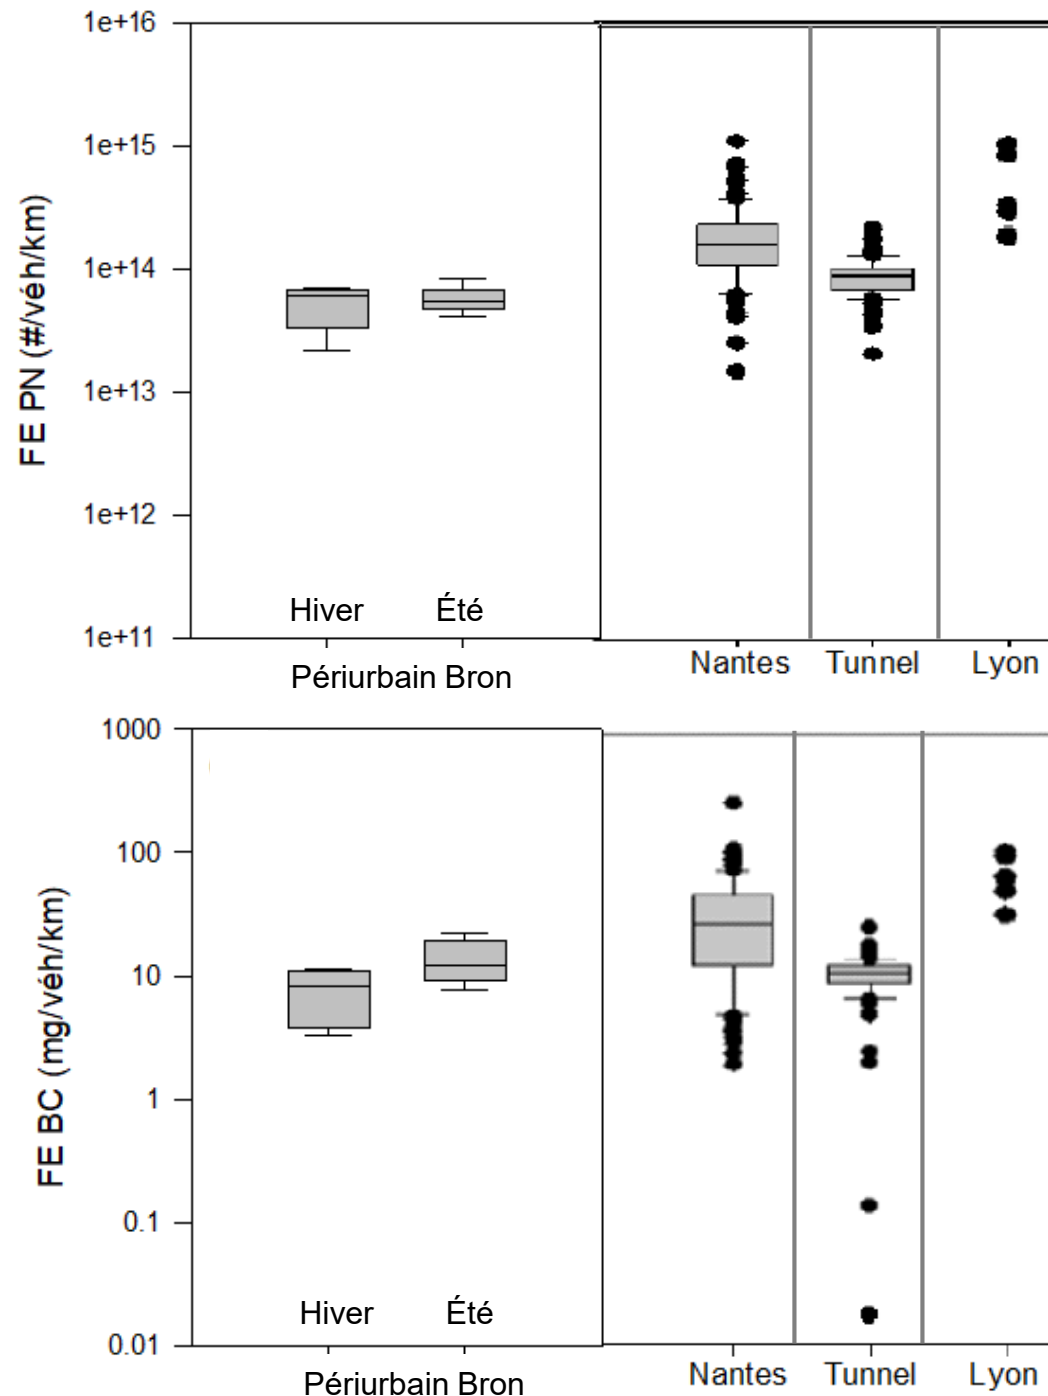 1e+16
1e+15
1e+14
1e+13
1e+12
1e+11
FE PN (#/véh/km)
Hiver Été
Périurbain Bron
Nantes Tunnel Lyon
1000
100
10
1
0.1
0.01
FE BC (mg/véh/km)
Hiver Été
Périurbain Bron
Nantes Tunnel Lyon